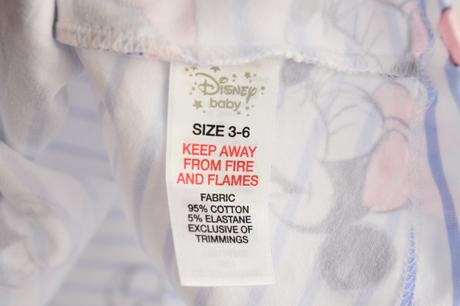 Disney
baby
SIZE 3-6
KEEP AWAY
FROM FIRE
AND FLAMES
FABRIC
95% COTTON
5% ELASTANE
EXCLUSIVE OF
TRIMMINGS